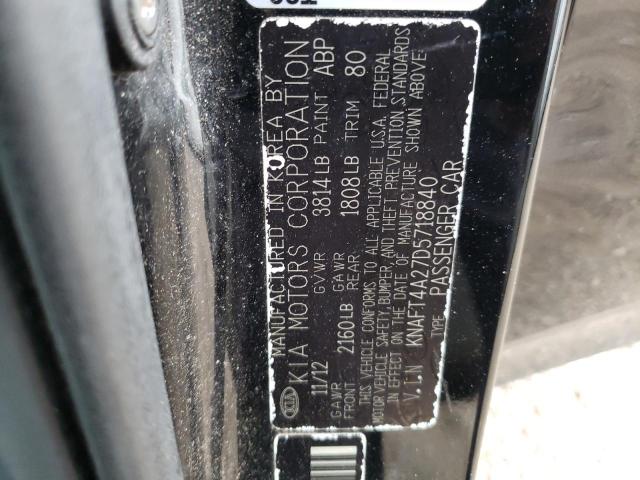 MANUFACTURED IN KOREA BY
KIA KIA MOTORS CORPORATION
11/12 GVWR 3814LB PAINT ABP
GAWR FRONT 2160LB GAWR REAR 1808LB TRIM 80
THIS VEHICLE CONFORMS TO ALL APPLICABLE U.S.A. FEDERAL
MOTOR VEHICLE SAFETY, BUMPER, AND THEFT PREVENTION STANDARDS
IN EFFECT ON THE DATE OF MANUFACTURE SHOWN ABOVE
V.I.N KNAFT4A27D5718840
TYPE PASSENGER CAR